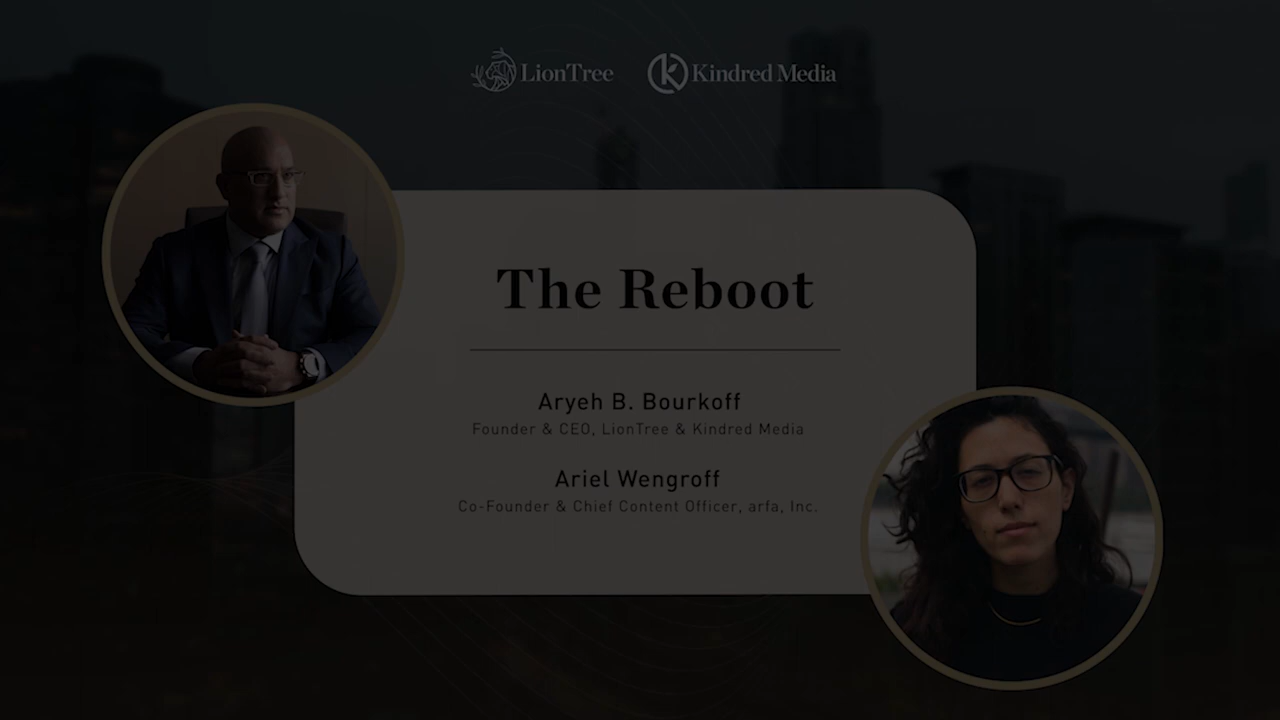 LionTree
Kindred Media
The Reboot
Aryeh B. Bourkoff
Founder & CEO, LionTree & Kindred Media
Ariel Wengroff
Co-Founder & Chief Content Officer, arfa, Inc.